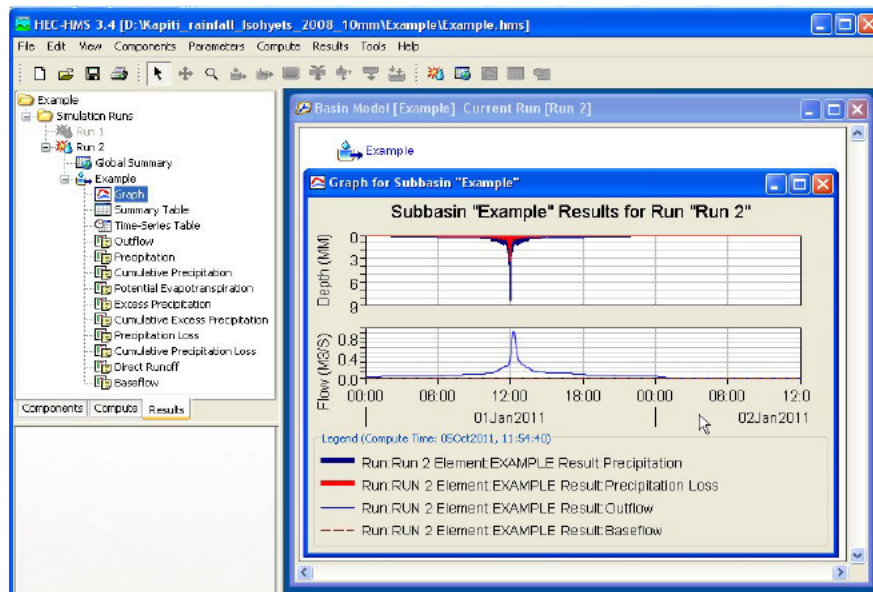 HEC-HMS 3.4 [D:\Kapiti_rainfall_Isohyets_2008_10mm\Example\Example.hms]
File Edit View Components Parameters Compute Results Tools Help
Example
Simulation Runs
Run 1
Run 2
Global Summary
Example
Graph
Summary Table
Time-Series Table
Outflow
Precipitation
Cumulative Precipitation
Potential Evapotranspiration
Excess Precipitation
Cumulative Excess Precipitation
Precipitation Loss
Cumulative Precipitation Loss
Direct Runoff
Baseflow
Components Compute Results
Basin Model [Example] Current Run [Run 2]
Example
Graph for Subbasin "Example"
Subbasin "Example" Results for Run "Run 2"
Depth (MM)
0
3
6
9
Flow (M3/S)
0.8
0.4
0.0
00:00 06:00 12:00 18:00 00:00 06:00 12:0
01Jan2011 02Jan2011
Legend (Compute Time: 05Oct2011, 11:54:40)
Run:Run 2 Element:EXAMPLE Result:Precipitation
Run:RUN 2 Element:EXAMPLE Result:Precipitation Loss
Run:RUN 2 Element:EXAMPLE Result:Outflow
Run:RUN 2 Element:EXAMPLE Result:Baseflow